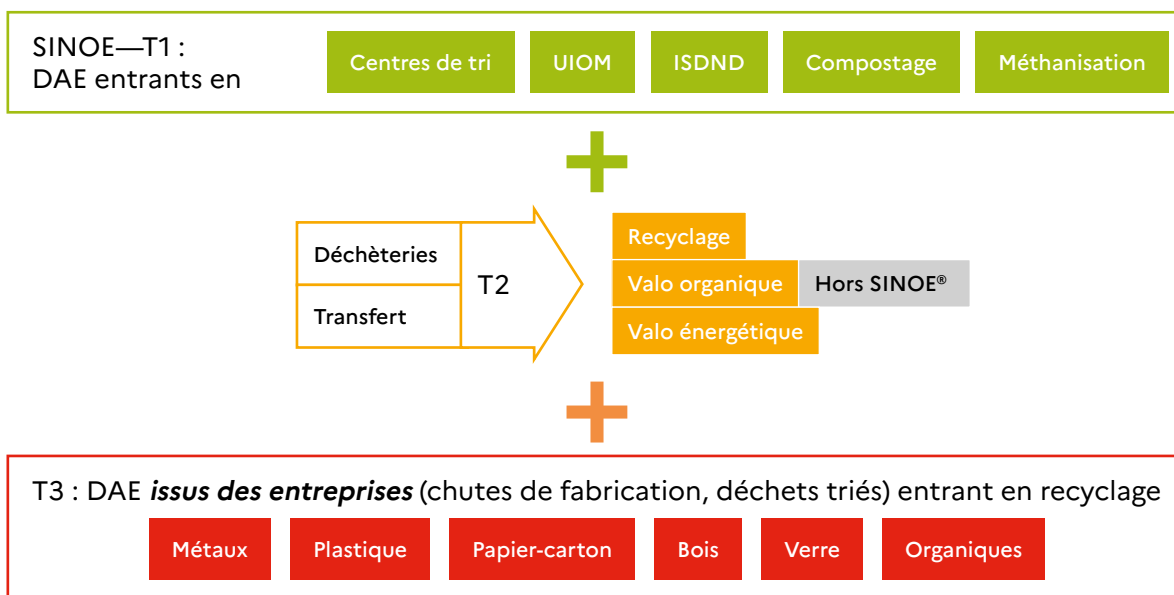 SINOE—T1 :
DAE entrants en
Centres de tri
UIOM
ISDND
Compostage
Méthanisation
Déchèteries
Transfert
T2
Recyclage
Valo organique
Hors SINOE®
Valo énergétique
T3 : DAE issus des entreprises (chutes de fabrication, déchets triés) entrant en recyclage
Métaux
Plastique
Papier-carton
Bois
Verre
Organiques